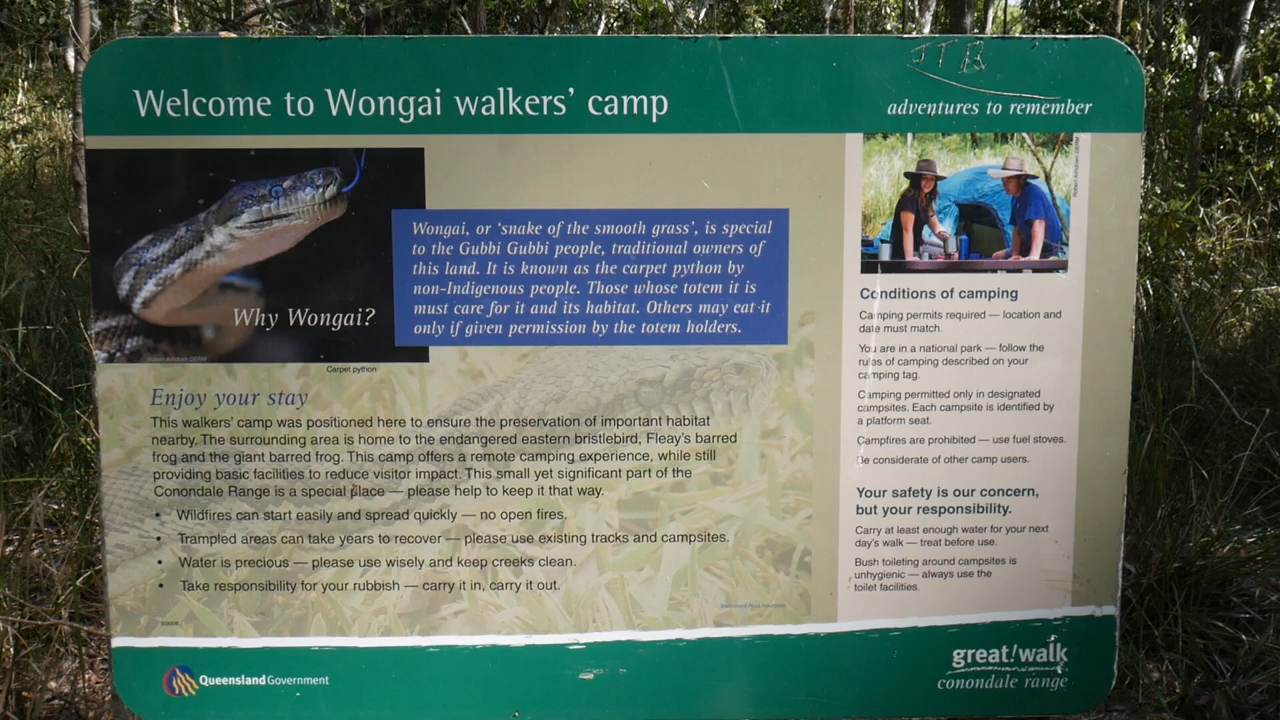 JTB
Welcome to Wongai walkers' camp
adventures to remember
Why Wongai?
Carpet python
Wongai, or 'snake of the smooth grass', is special
to the Gubbi Gubbi people, traditional owners of
this land. It is known as the carpet python by
non-Indigenous people. Those whose totem it is
must care for it and its habitat. Others may eat it
only if given permission by the totem holders.
Enjoy your stay
This walkers' camp was positioned here to ensure the preservation of important habitat
nearby. The surrounding area is home to the endangered eastern bristlebird, Fleay's barred
frog and the giant barred frog. This camp offers a remote camping experience, while still
providing basic facilities to reduce visitor impact. This small yet significant part of the
Conondale Range is a special place — please help to keep it that way.
• Wildfires can start easily and spread quickly — no open fires.
• Trampled areas can take years to recover — please use existing tracks and campsites.
• Water is precious — please use wisely and keep creeks clean.
• Take responsibility for your rubbish — carry it in, carry it out.
Conditions of camping
Camping permits required — location and
date must match.
You are in a national park — follow the
rules of camping described on your
camping tag.
Camping permitted only in designated
campsites. Each campsite is identified by
a platform seat.
Campfires are prohibited — use fuel stoves.
Be considerate of other camp users.
Your safety is our concern,
but your responsibility.
Carry at least enough water for your next
day's walk — treat before use.
Bush toileting around campsites is
unhygienic — always use the
toilet facilities.
Queensland Government
great!walk
conondale range